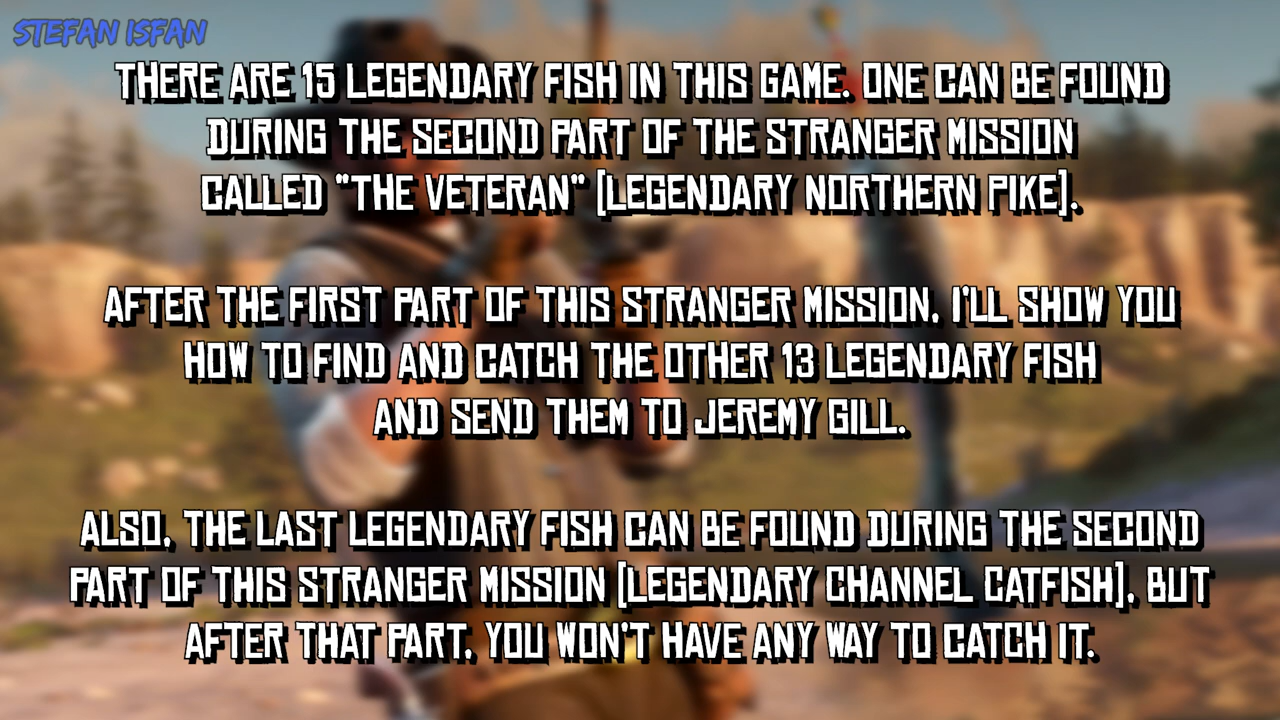 STEFAN ISFAN
THERE ARE 15 LEGENDARY FISH IN THIS GAME. ONE CAN BE FOUND
DURING THE SECOND PART OF THE STRANGER MISSION
CALLED "THE VETERAN" [LEGENDARY NORTHERN PIKE].
AFTER THE FIRST PART OF THIS STRANGER MISSION, I'LL SHOW YOU
HOW TO FIND AND CATCH THE OTHER 13 LEGENDARY FISH
AND SEND THEM TO JEREMY GILL.
ALSO, THE LAST LEGENDARY FISH CAN BE FOUND DURING THE SECOND
PART OF THIS STRANGER MISSION [LEGENDARY CHANNEL CATFISH], BUT
AFTER THAT PART, YOU WON'T HAVE ANY WAY TO CATCH IT.